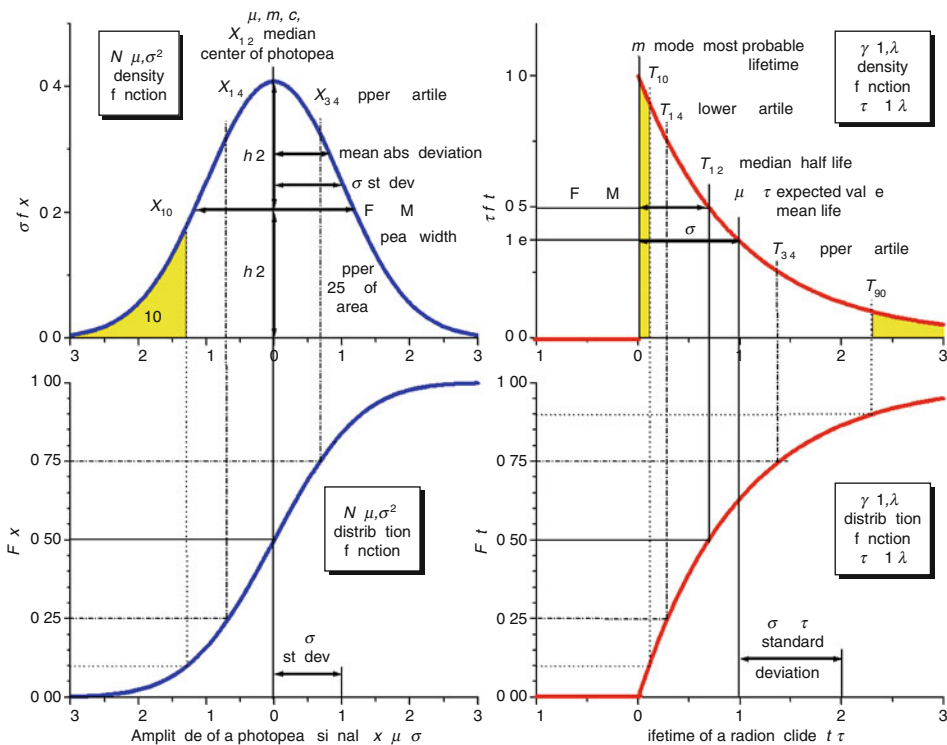 μ, m, c,
X1 2 median
center of photopea
N μ,σ²
density
f nction
X1 4
X3 4 pper artile
h 2
mean abs deviation
σ st dev
X10
F M
pea width
h 2
pper
25 of
area
10
σ f x
0 4
0 2
0 0
3 2 1 0 1 2 3
m mode most probable
lifetime
γ 1,λ
density
f nction
τ 1 λ
T10
T1 4 lower artile
T1 2 median half life
F M
μ τ expected val e
mean life
σ
T3 4 pper artile
T90
τ f t
1 0
0 5
1 e
0 0
1 0 1 2 3
F x
1 00
0 75
0 50
0 25
0 00
N μ,σ²
distrib tion
f nction
σ
st dev
3 2 1 0 1 2 3
Amplit de of a photopea si nal x μ σ
F t
1 00
0 75
0 50
0 25
0 00
γ 1,λ
distrib tion
f nction
τ 1 λ
σ τ
standard
deviation
1 0 1 2 3
ifetime of a radion clide t τ